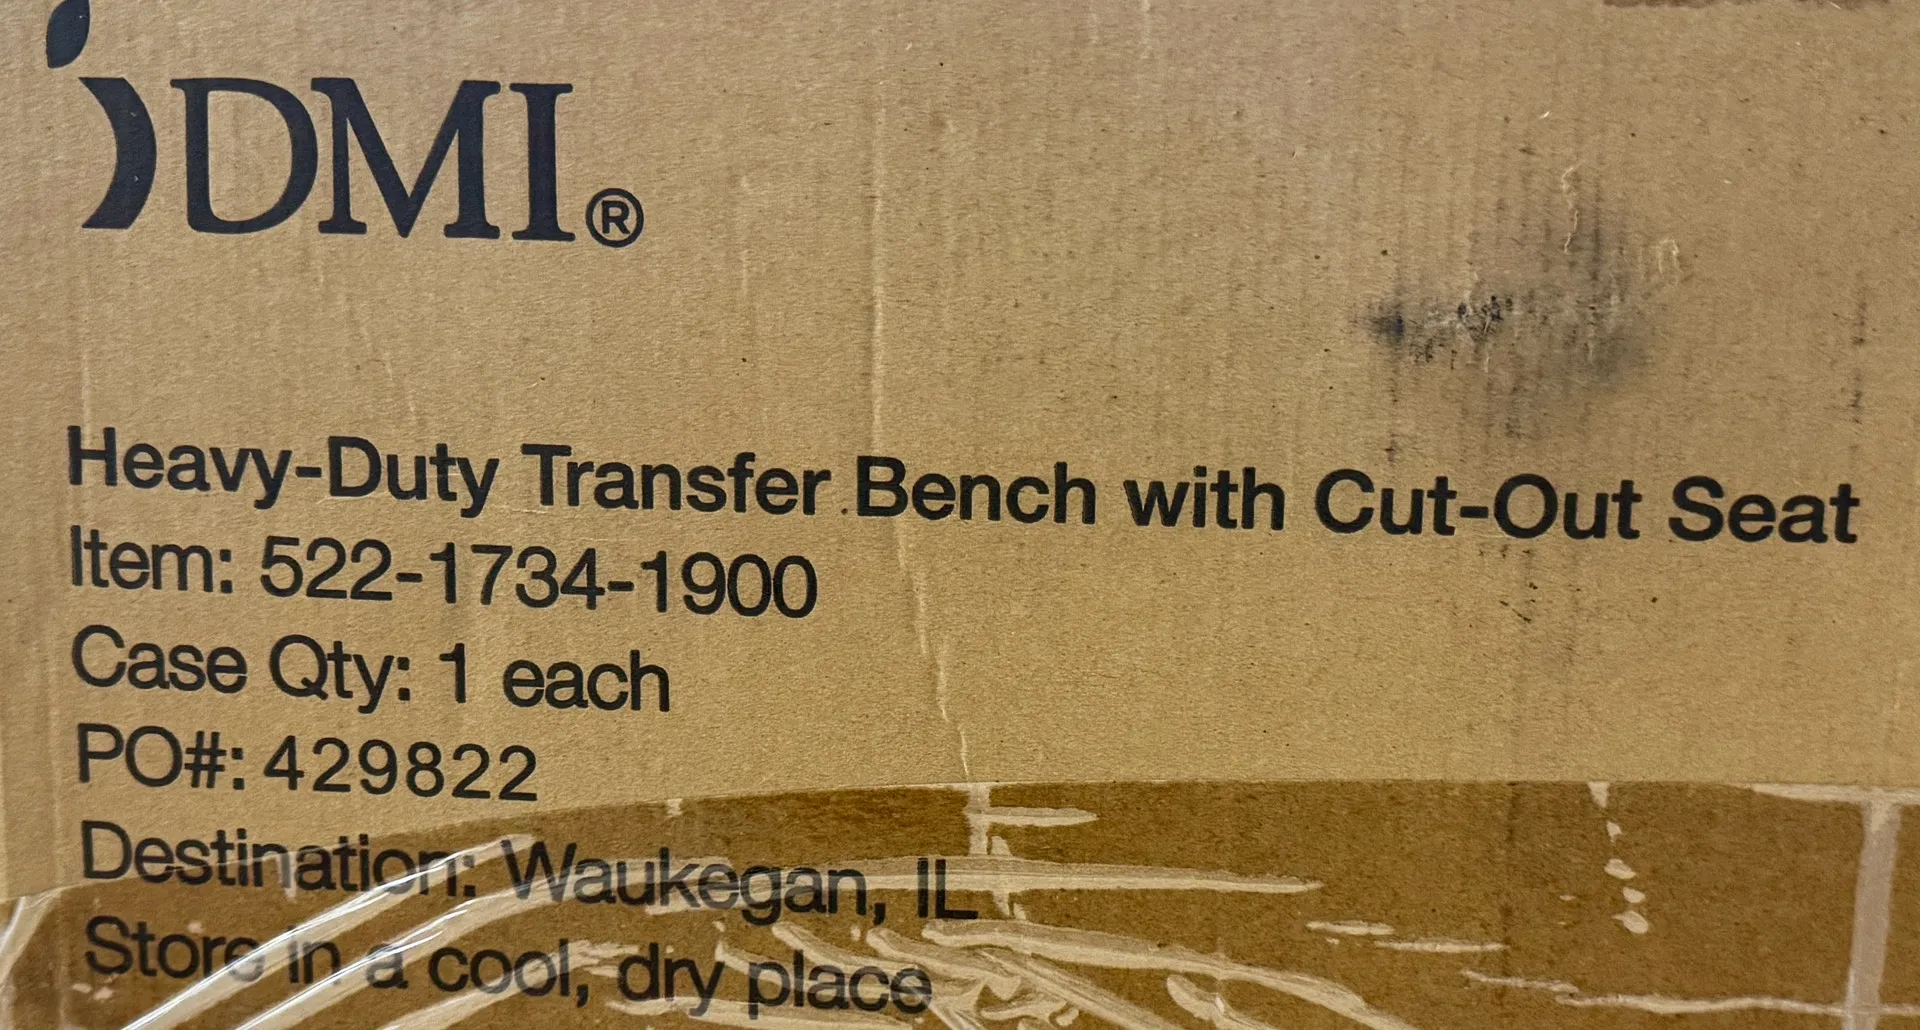 DMI®
Heavy-Duty Transfer Bench with Cut-Out Seat
Item: 522-1734-1900
Case Qty: 1 each
PO#: 429822
Destination: Waukegan, IL
Store in a cool, dry place